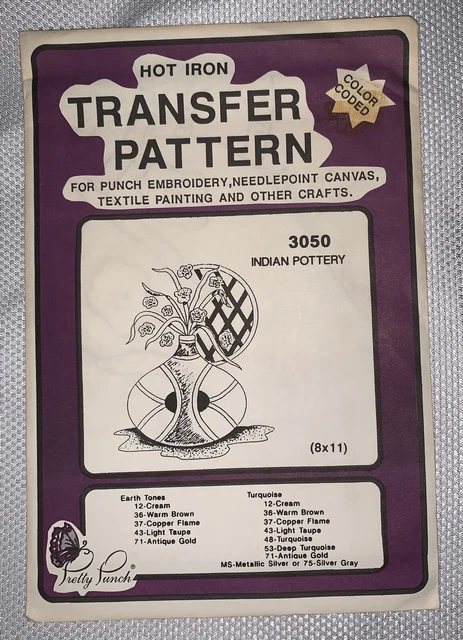 HOT IRON
COLOR
CODED
TRANSFER
PATTERN
FOR PUNCH EMBROIDERY,NEEDLEPOINT CANVAS,
TEXTILE PAINTING AND OTHER CRAFTS.
3050
INDIAN POTTERY
(8x11)
Earth Tones
12-Cream
36-Warm Brown
37-Copper Flame
43-Light Taupe
71-Antique Gold
Turquoise
12-Cream
36-Warm Brown
37-Copper Flame
43-Light Taupe
48-Turquoise
53-Deep Turquoise
71-Antique Gold
MS-Metallic Silver or 75-Silver Gray
Pretty Punch®